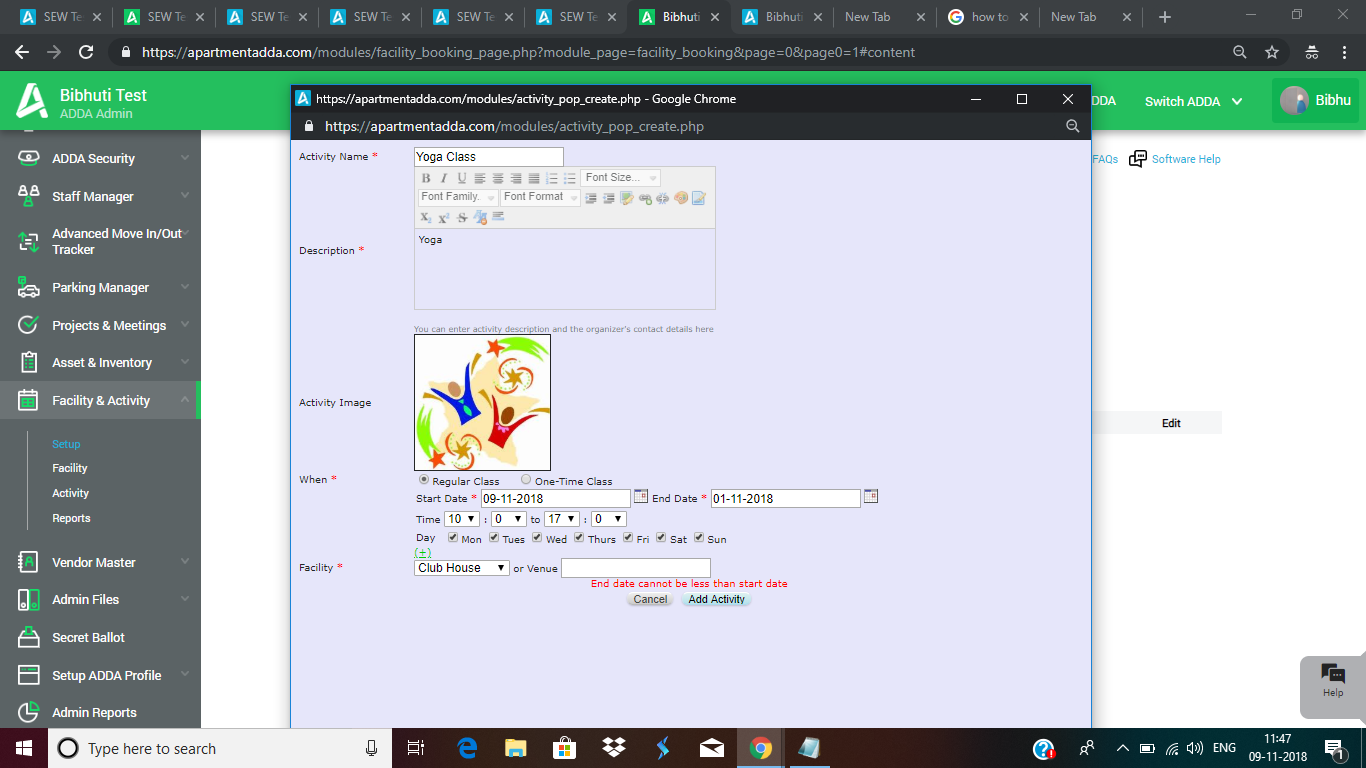 SEW Te
SEW Te
SEW Te
SEW Te
SEW Te
SEW Te
Bibhuti
Bibhuti
New Tab
how to
New Tab
https://apartmentadda.com/modules/facility_booking_page.php?module_page=facility_booking&page=0&page0=1#content
Bibhuti Test
ADDA Admin
DDA
Switch ADDA
Bibhu
FAQs
Software Help
Edit
ADDA Security
Staff Manager
Advanced Move In/Out
Tracker
Parking Manager
Projects & Meetings
Asset & Inventory
Facility & Activity
Setup
Facility
Activity
Reports
Vendor Master
Admin Files
Secret Ballot
Setup ADDA Profile
Admin Reports
https://apartmentadda.com/modules/activity_pop_create.php - Google Chrome
https://apartmentadda.com/modules/activity_pop_create.php
Activity Name * Yoga Class
B I U Font Size...
Font Family. Font Format
Description * Yoga
You can enter activity description and the organizer's contact details here
Activity Image
When * Regular Class One-Time Class
Start Date * 09-11-2018 End Date * 01-11-2018
Time 10 : 0 to 17 : 0
Day Mon Tues Wed Thurs Fri Sat Sun
(+)
Facility * Club House or Venue
End date cannot be less than start date
Cancel Add Activity
Help
Type here to search
ENG
11:47
09-11-2018
1